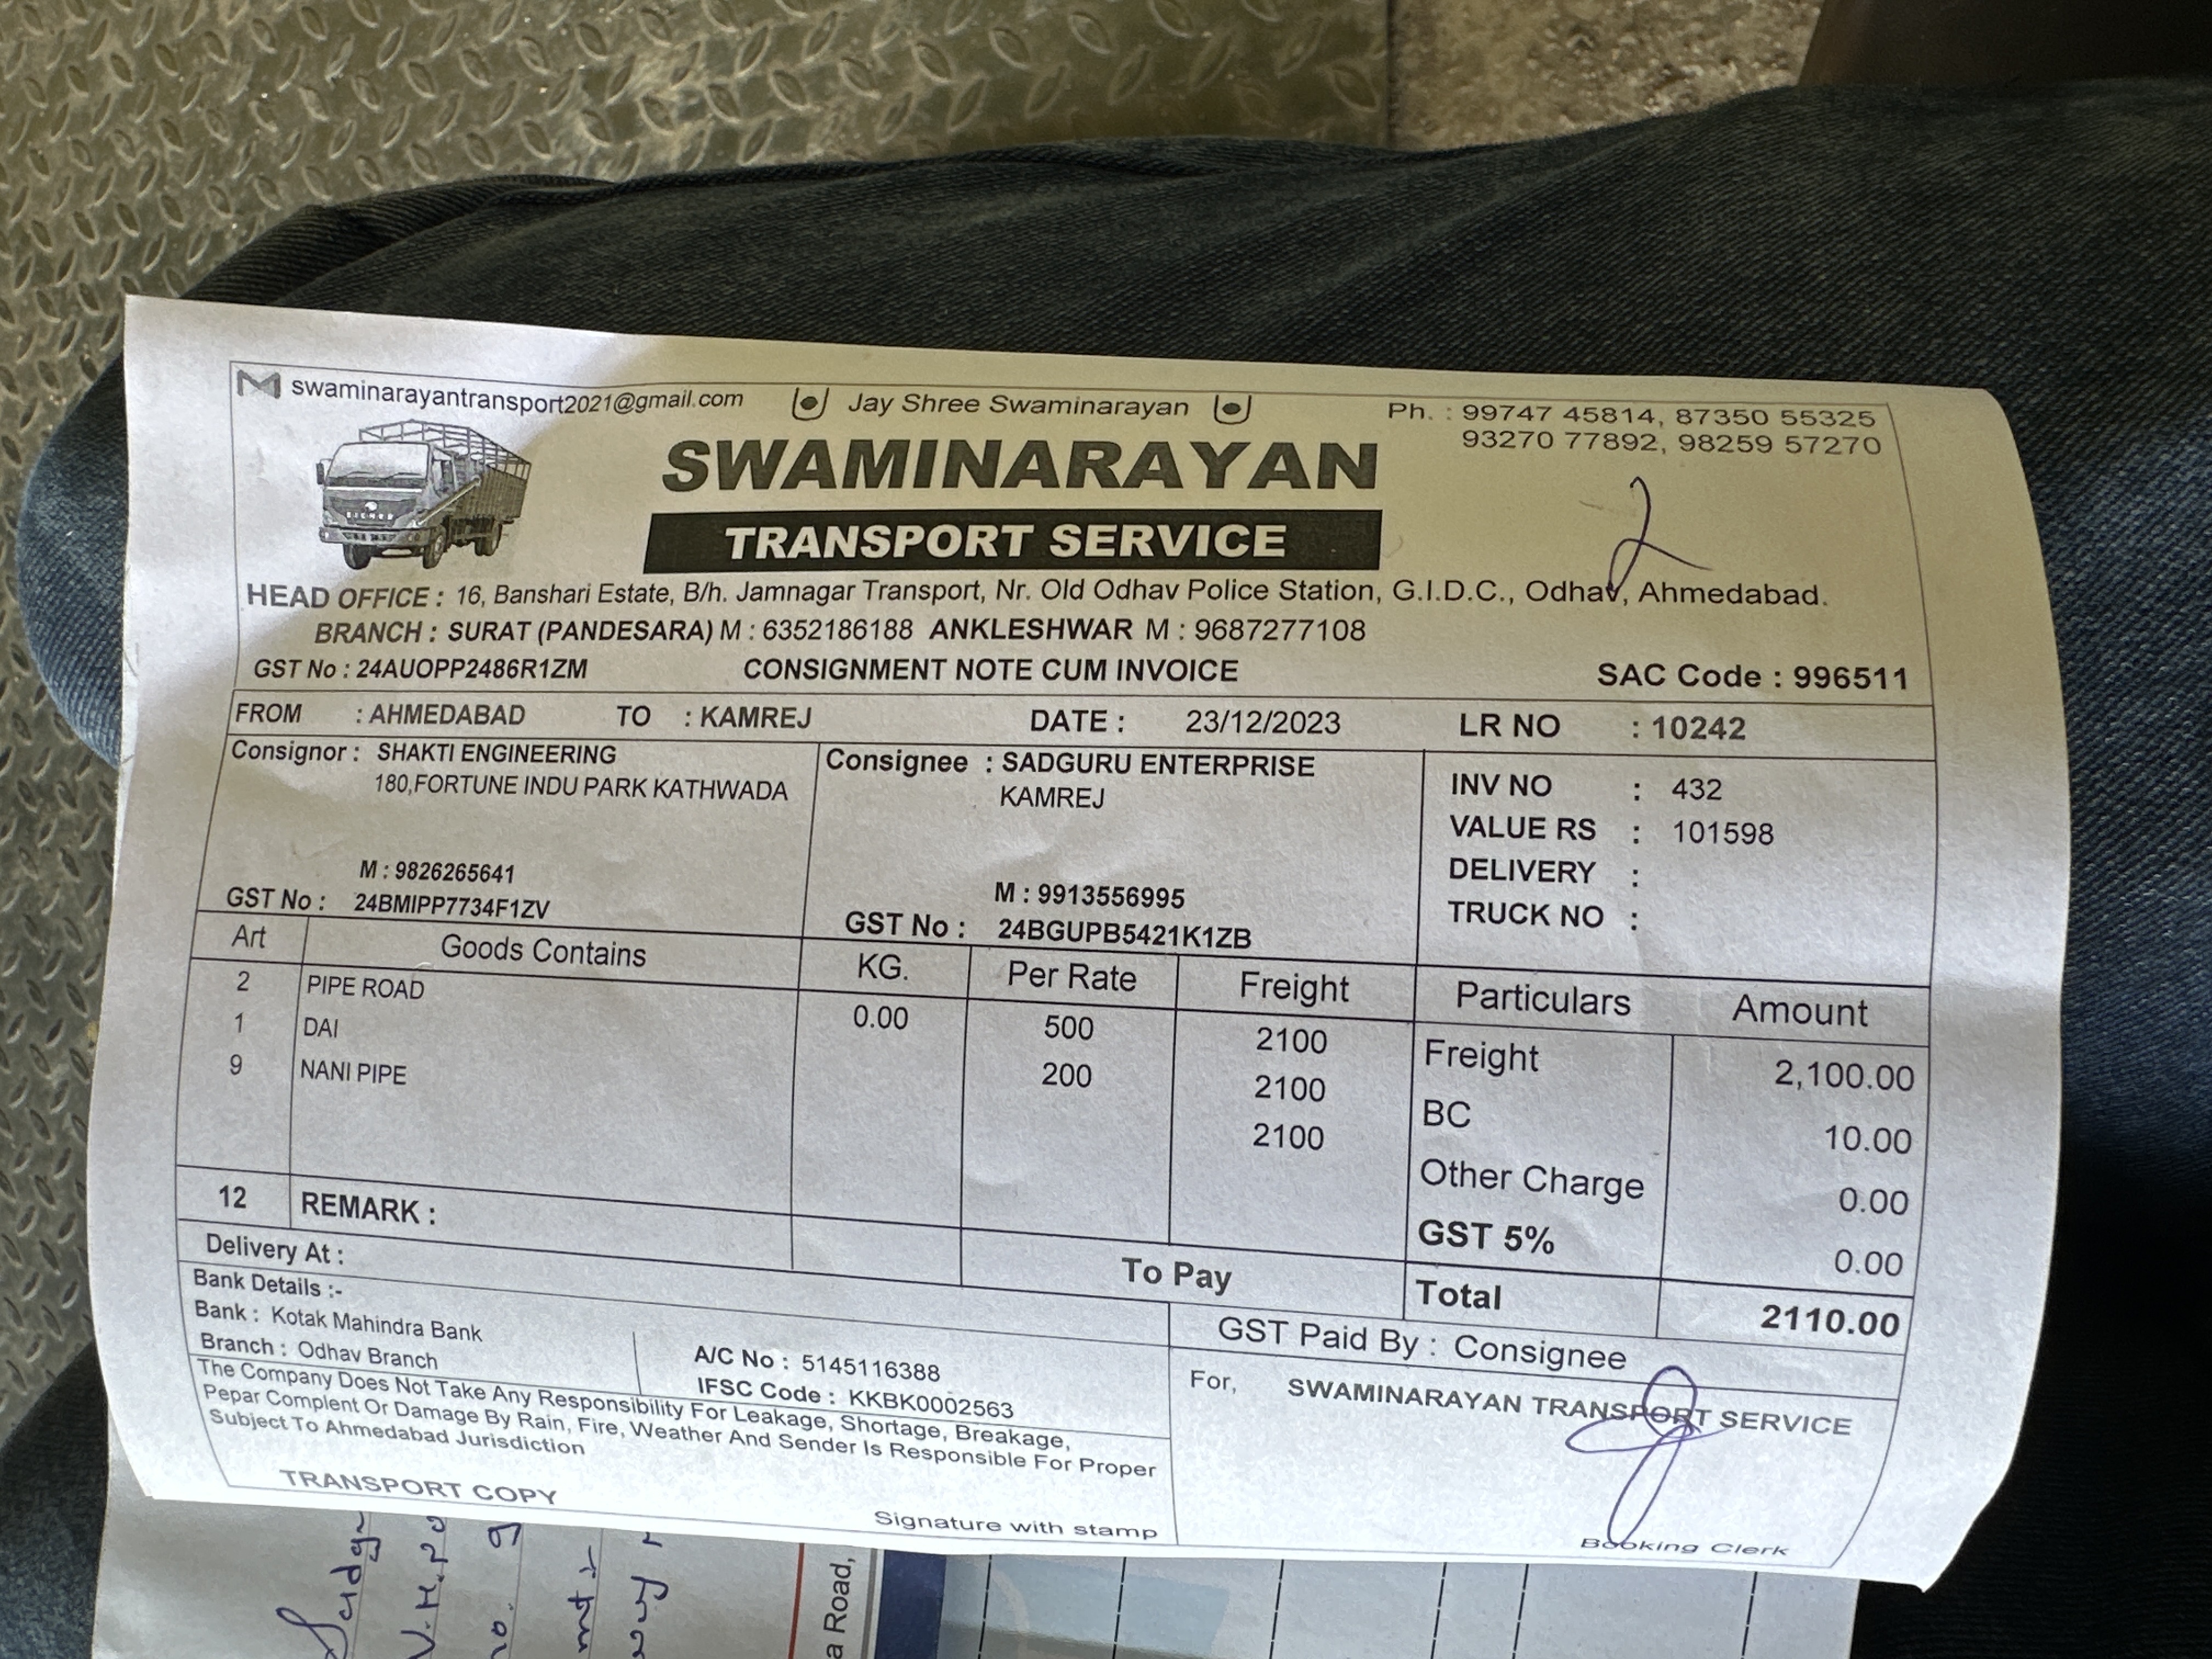 swaminarayantransport2021@gmail.com Jay Shree Swaminarayan Ph. : 99747 45814, 87350 55325
93270 77892, 98259 57270
SWAMINARAYAN
TRANSPORT SERVICE
HEAD OFFICE : 16, Banshari Estate, B/h. Jamnagar Transport, Nr. Old Odhav Police Station, G.I.D.C., Odhav, Ahmedabad.
BRANCH : SURAT (PANDESARA) M : 6352186188 ANKLESHWAR M : 9687277108
GST No : 24AUOPP2486R1ZM CONSIGNMENT NOTE CUM INVOICE SAC Code : 996511
FROM : AHMEDABAD TO : KAMREJ DATE : 23/12/2023 LR NO : 10242
Consignor : SHAKTI ENGINEERING Consignee : SADGURU ENTERPRISE INV NO : 432
180,FORTUNE INDU PARK KATHWADA KAMREJ VALUE RS : 101598
DELIVERY :
M : 9826265641 M : 9913556995 TRUCK NO :
GST No : 24BMIPP7734F1ZV GST No : 24BGUPB5421K1ZB
Art Goods Contains KG. Per Rate Freight Particulars Amount
2 PIPE ROAD 0.00 500 2100 Freight 2,100.00
1 DAI 200 2100 BC 10.00
9 NANI PIPE 2100 Other Charge 0.00
12 REMARK : GST 5% 0.00
Delivery At : To Pay Total 2110.00
Bank Details :- GST Paid By : Consignee
Bank : Kotak Mahindra Bank A/C No : 5145116388
Branch : Odhav Branch IFSC Code : KKBK0002563
The Company Does Not Take Any Responsibility For Leakage, Shortage, Breakage,
Pepar Complent Or Damage By Rain, Fire, Weather And Sender Is Responsible For Proper
Subject To Ahmedabad Jurisdiction
For, SWAMINARAYAN TRANSPORT SERVICE
TRANSPORT COPY Signature with stamp Booking Clerk
a Road,